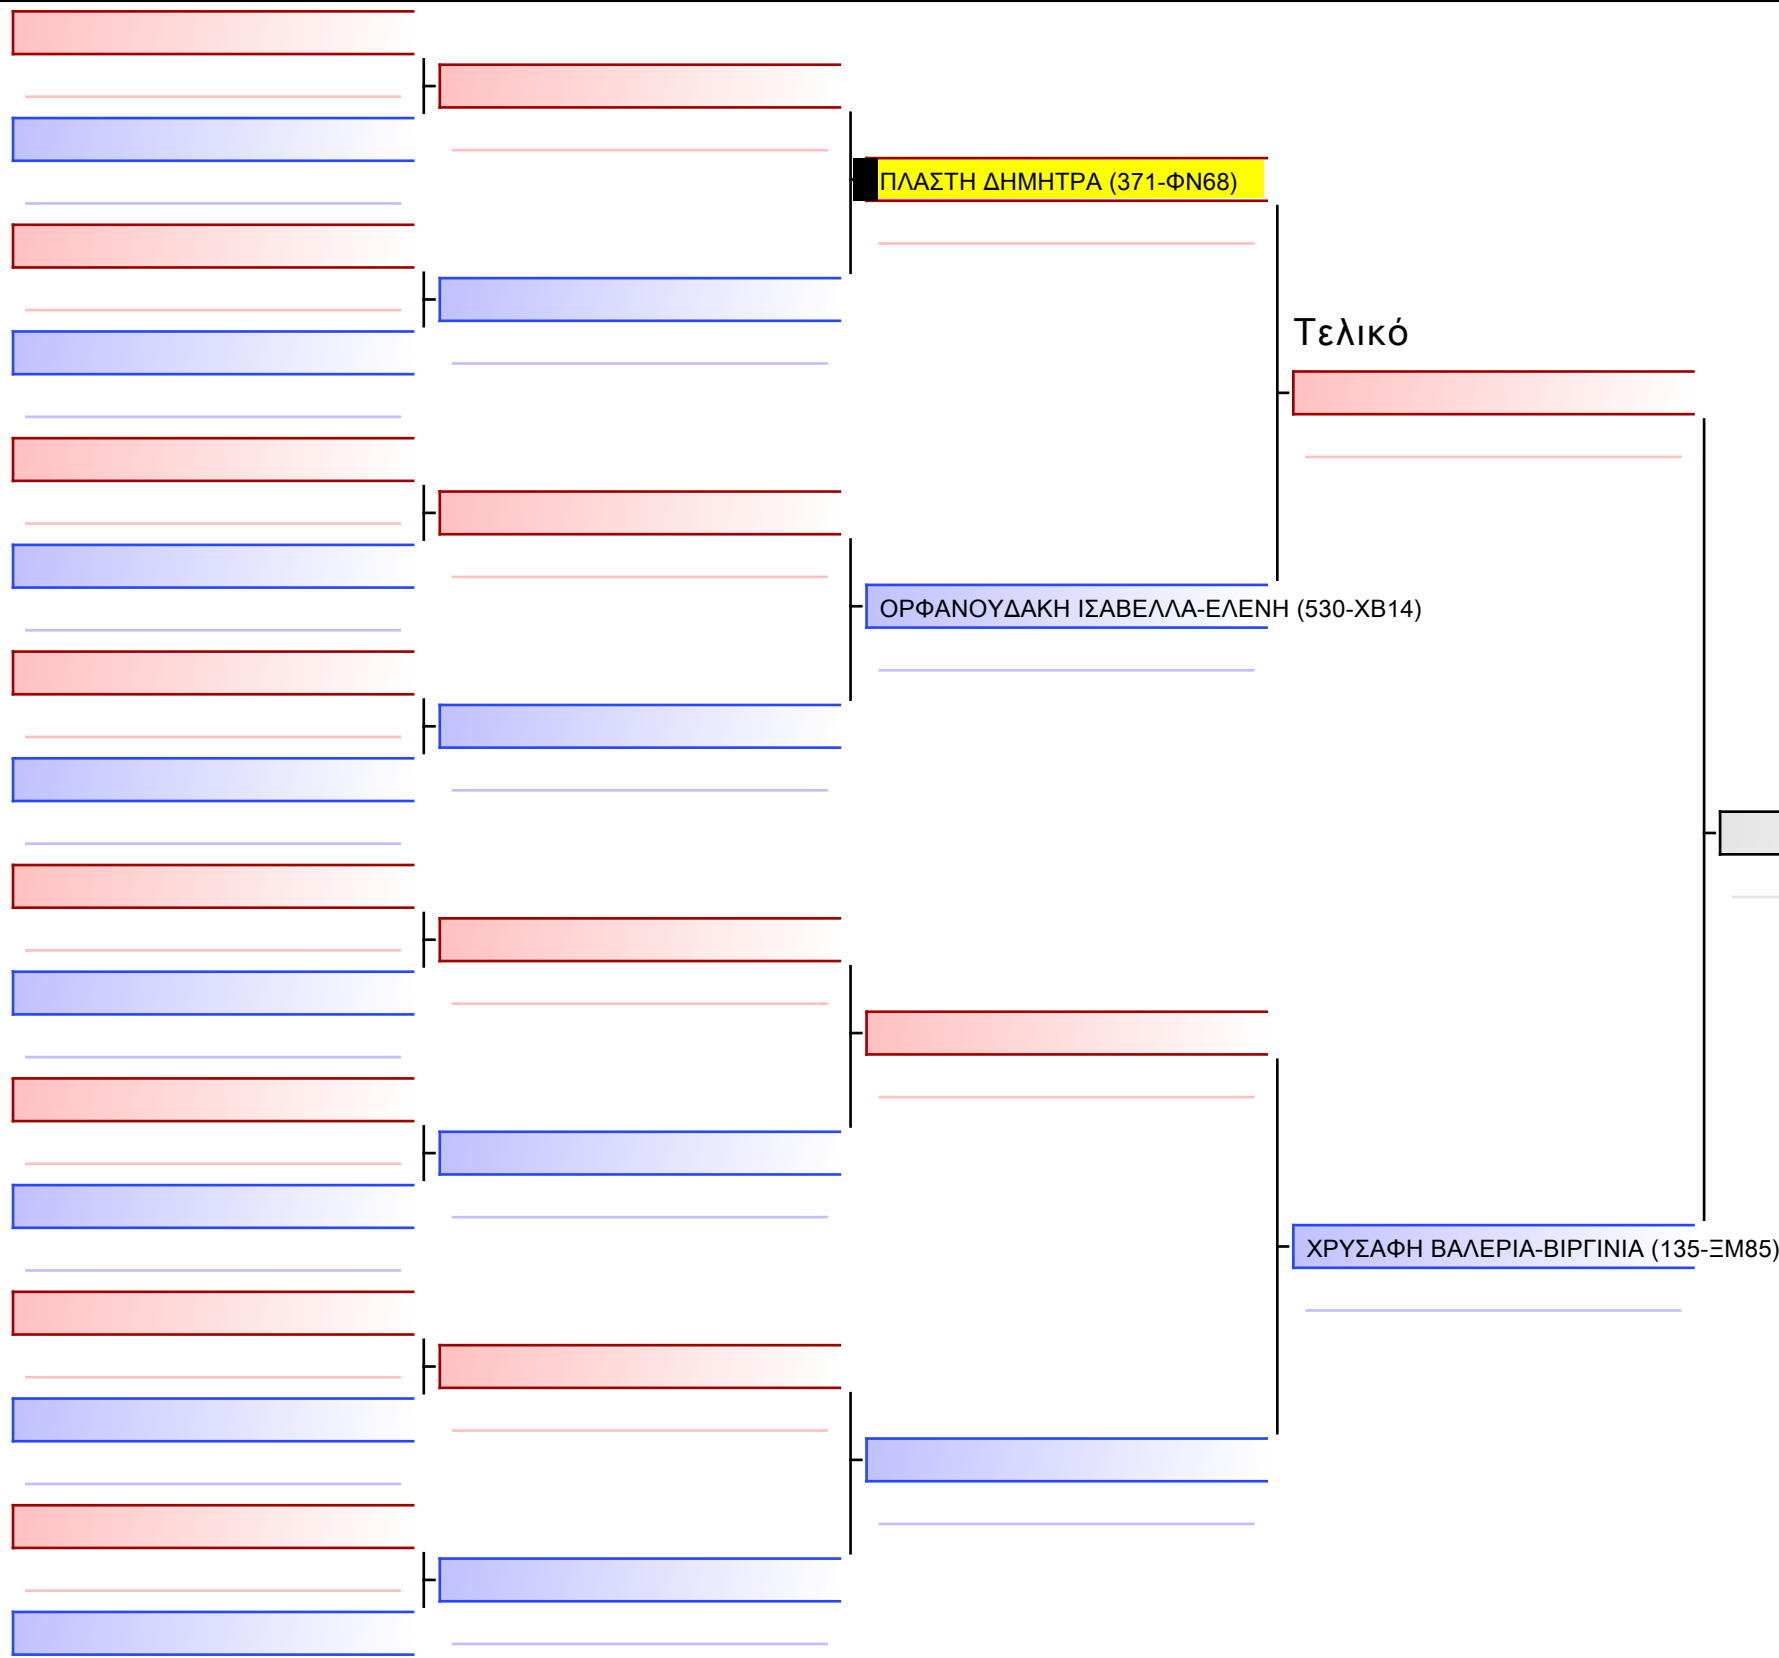 ΠΛΑΣΤΗ ΔΗΜΗΤΡΑ (371-ΦΝ68)
Τελικό
ΟΡΦΑΝΟΥΔΑΚΗ ΙΣΑΒΕΛΛΑ-ΕΛΕΝΗ (530-ΧΒ14)
ΧΡΥΣΑΦΗ ΒΑΛΕΡΙΑ-ΒΙΡΓΙΝΙΑ (135-ΞΜ85)